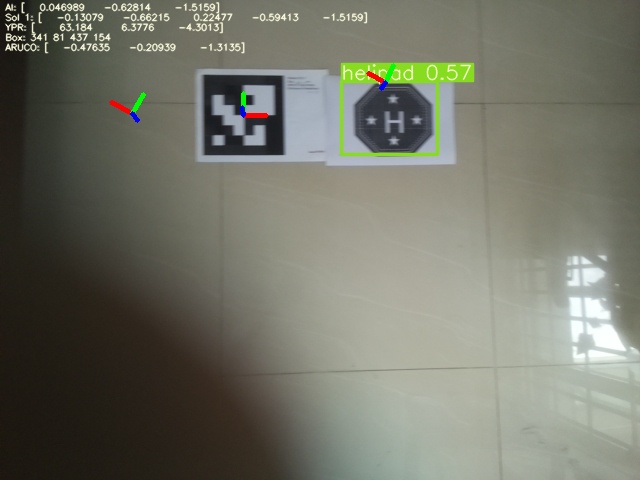 AI: [ 0.046989 -0.62814 -1.5159]
Sol 1: [ -0.13079 -0.66215 0.22477 -0.59413 -1.5159]
YPR: [ 63.184 6.3776 -4.3013]
Box: 341 81 437 154
ARUCO: [ -0.47635 -0.20939 -1.3135]
helipad 0.57
H